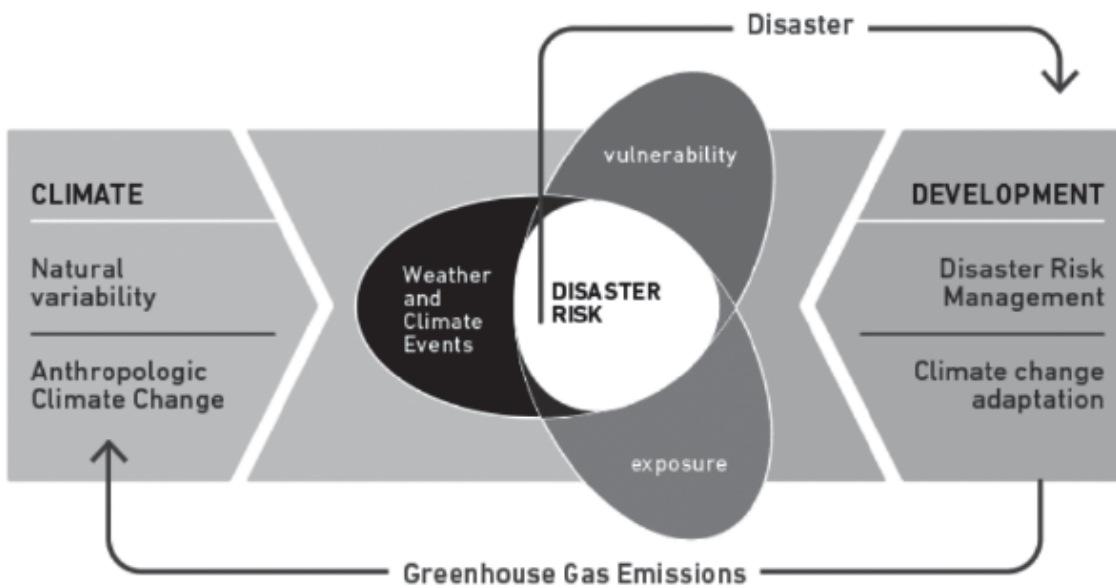 Disaster
CLIMATE
Natural
variability
Anthropologic
Climate Change
vulnerability
Weather
and
Climate
Events
DISASTER
RISK
exposure
DEVELOPMENT
Disaster Risk
Management
Climate change
adaptation
Greenhouse Gas Emissions